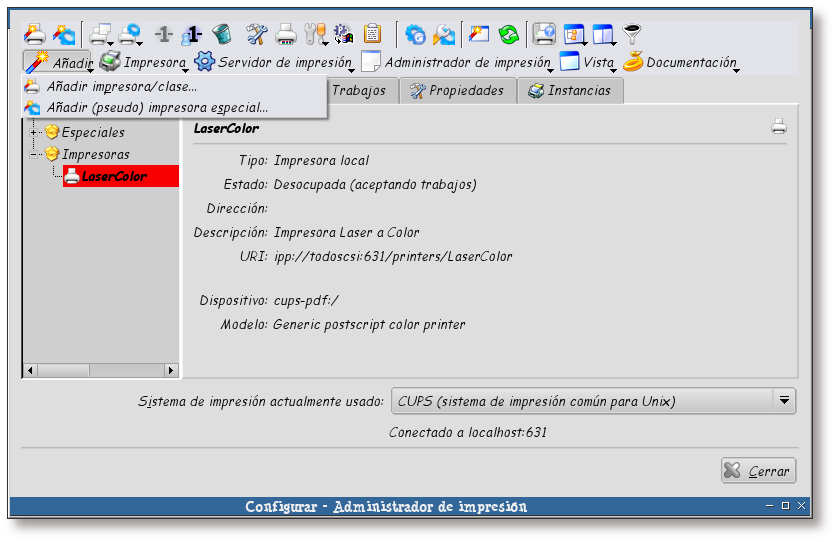 -1- 1-
Añadir Impresora Servidor de impresión Administrador de impresión Vista Documentación
Añadir impresora/clase...
Añadir (pseudo) impresora especial...
Trabajos Propiedades Instancias
Especiales
Impresoras
LaserColor
LaserColor
Tipo: Impresora local
Estado: Desocupada (aceptando trabajos)
Dirección:
Descripción: Impresora Laser a Color
URI: ipp://todoscsi:631/printers/LaserColor
Dispositivo: cups-pdf:/
Modelo: Generic postscript color printer
Sistema de impresión actualmente usado: CUPS (sistema de impresión común para Unix)
Conectado a localhost:631
Cerrar
Configurar - Administrador de impresión